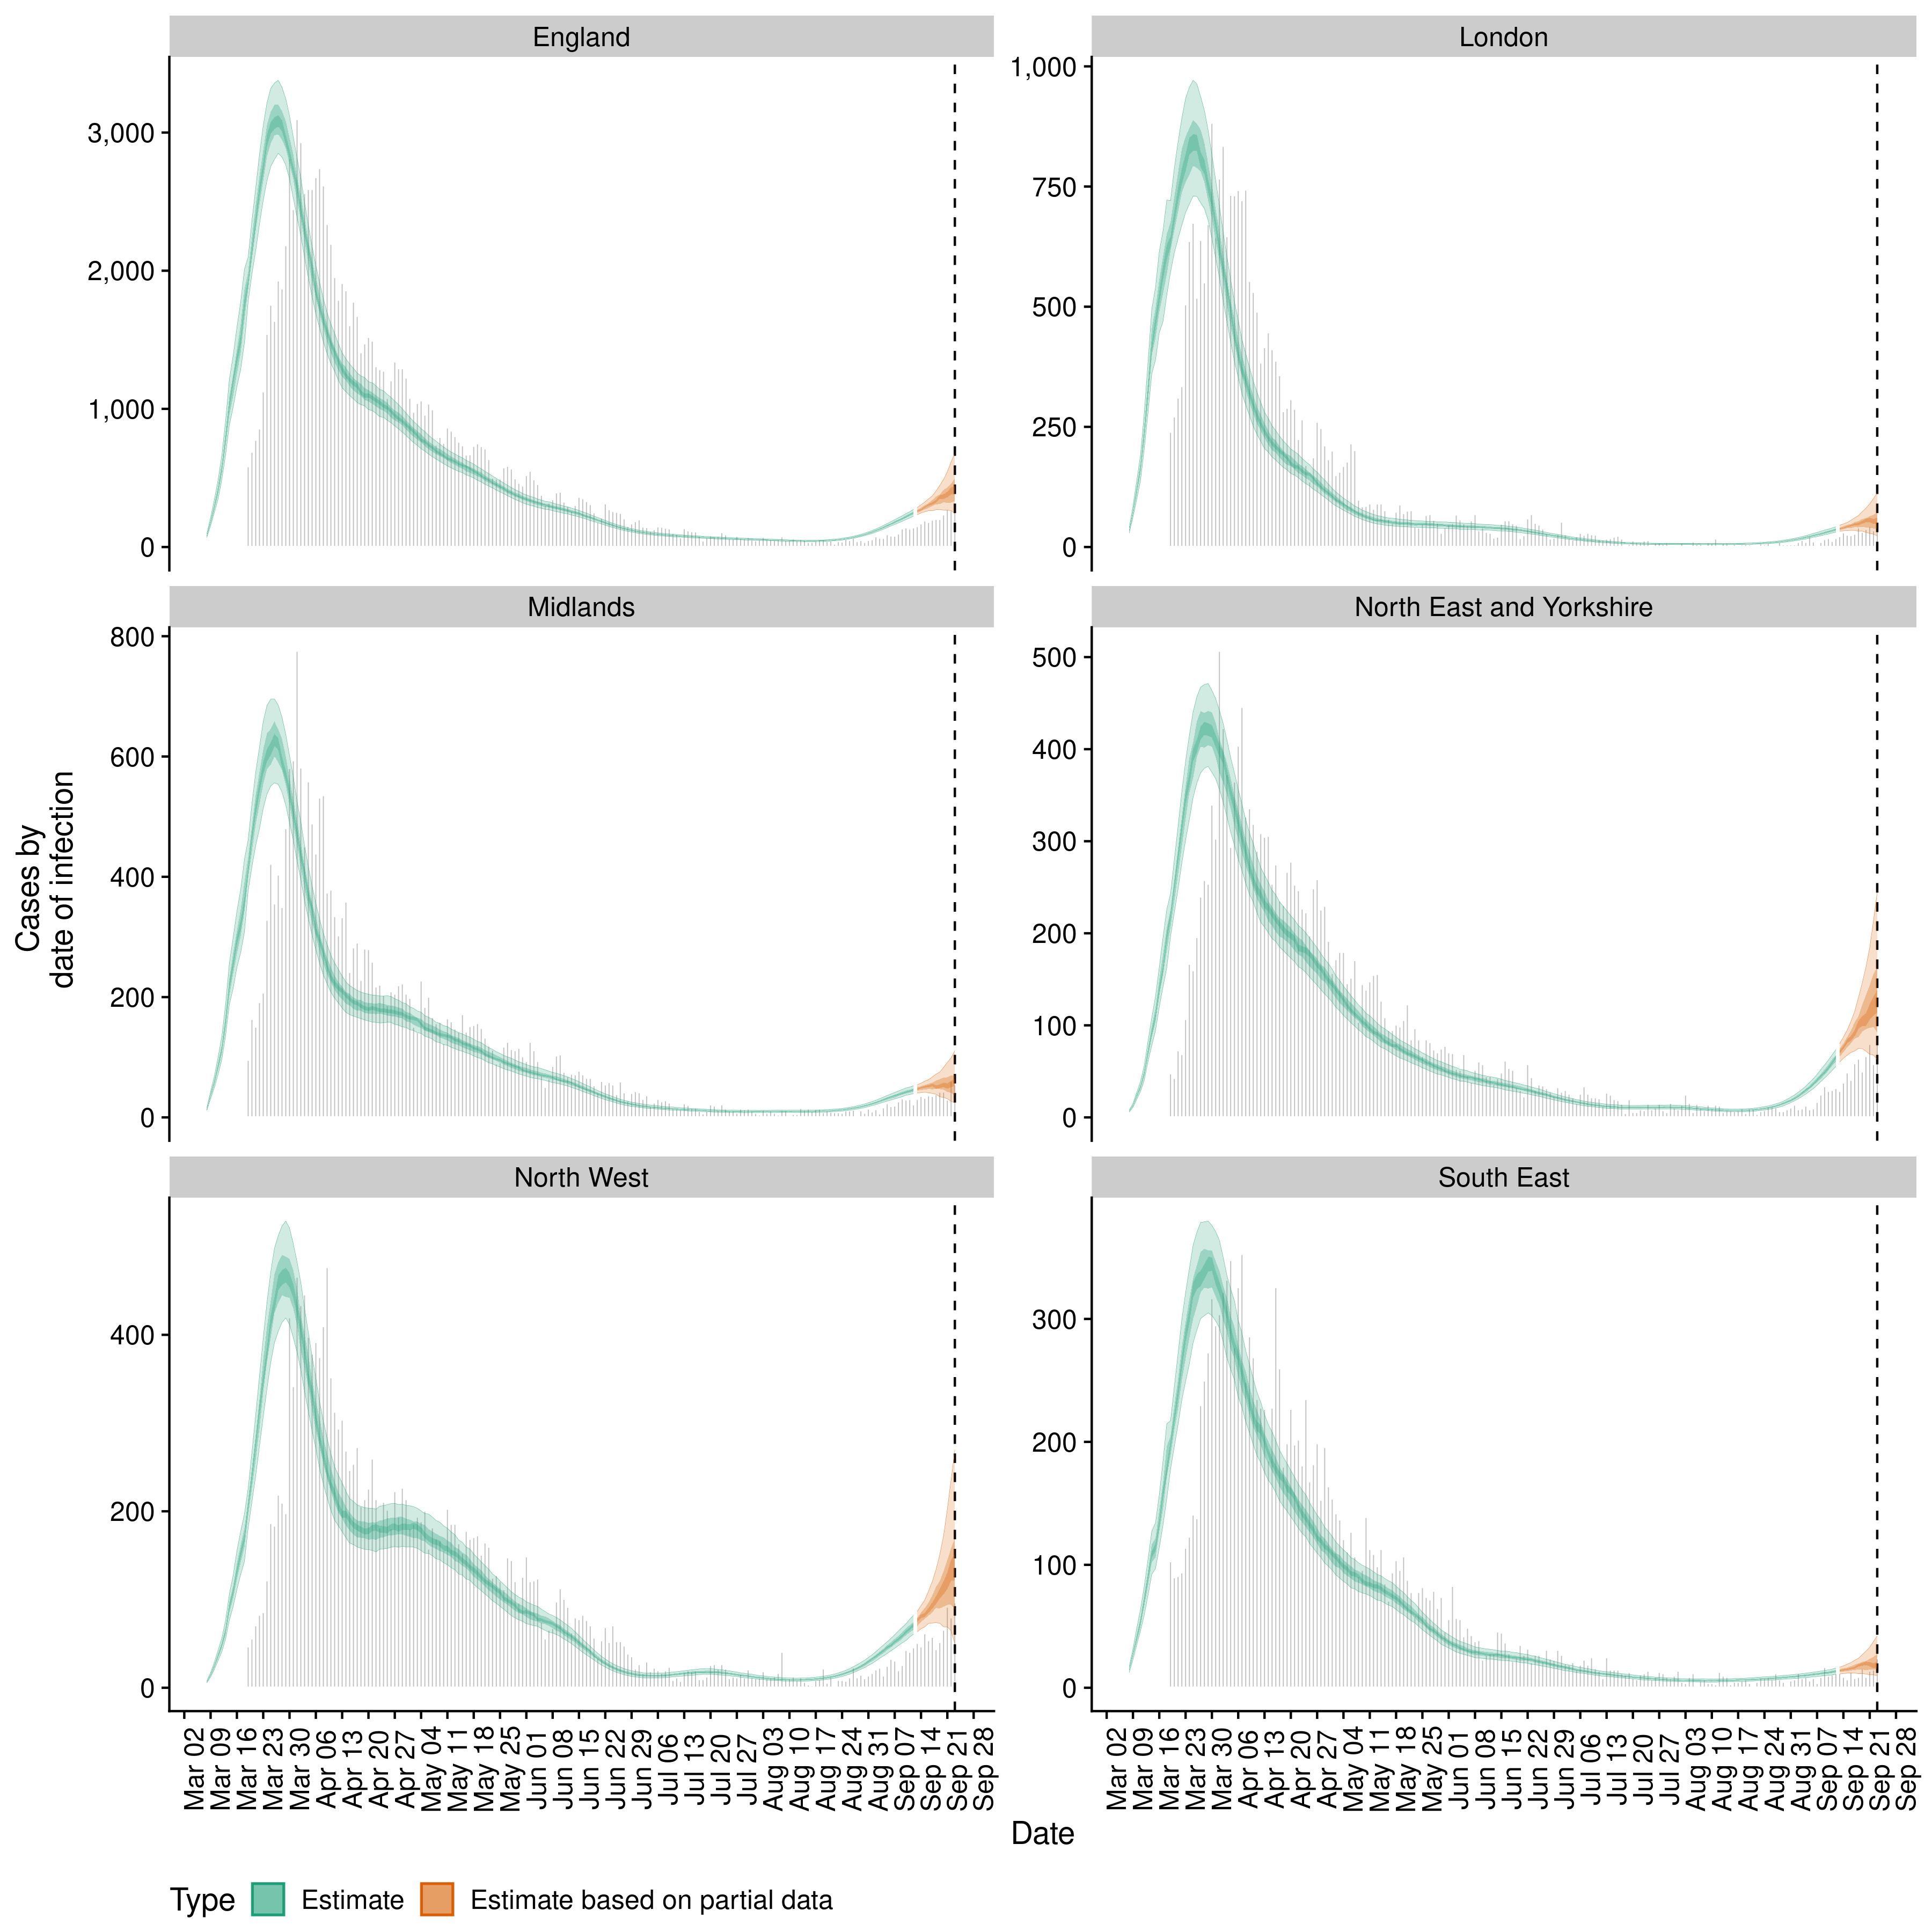 England
London
3,000
2,000
1,000
0
1,000
750
500
250
0
Midlands
North East and Yorkshire
800
600
400
200
0
500
400
300
200
100
0
North West
South East
400
200
0
300
200
100
0
Cases by
date of infection
Mar 02
Mar 09
Mar 16
Mar 23
Mar 30
Apr 06
Apr 13
Apr 20
Apr 27
May 04
May 11
May 18
May 25
Jun 01
Jun 08
Jun 15
Jun 22
Jun 29
Jul 06
Jul 13
Jul 20
Jul 27
Aug 03
Aug 10
Aug 17
Aug 24
Aug 31
Sep 07
Sep 14
Sep 21
Sep 28
Mar 02
Mar 09
Mar 16
Mar 23
Mar 30
Apr 06
Apr 13
Apr 20
Apr 27
May 04
May 11
May 18
May 25
Jun 01
Jun 08
Jun 15
Jun 22
Jun 29
Jul 06
Jul 13
Jul 20
Jul 27
Aug 03
Aug 10
Aug 17
Aug 24
Aug 31
Sep 07
Sep 14
Sep 21
Sep 28
Date
Type Estimate Estimate based on partial data